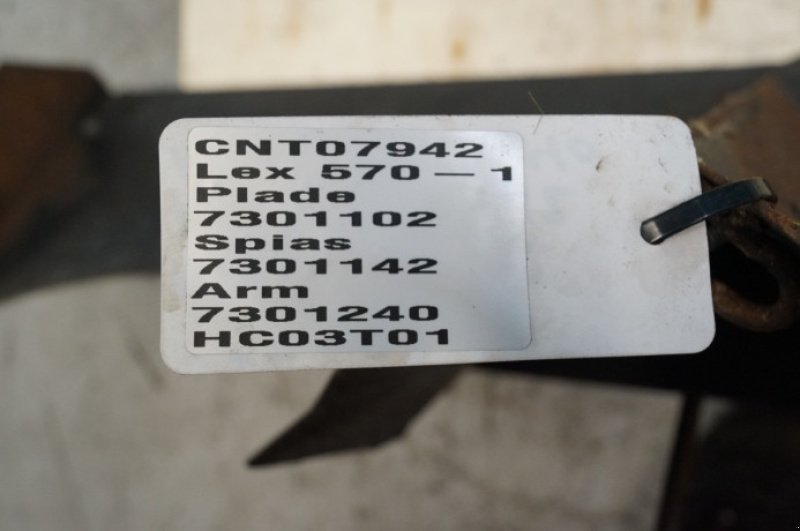 CNT07942
Lex 570 – 1
Plade
7301102
Spias
7301142
Arm
7301240
HC03T01